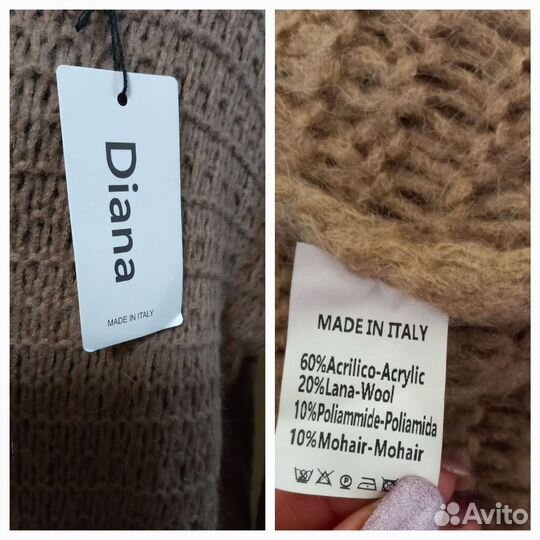 Diana
MADE IN ITALY
MADE IN ITALY
60%Acrilico-Acrylic
20%Lana-Wool
10%Poliammide-Poliamida
10%Mohair-Mohair
Avito